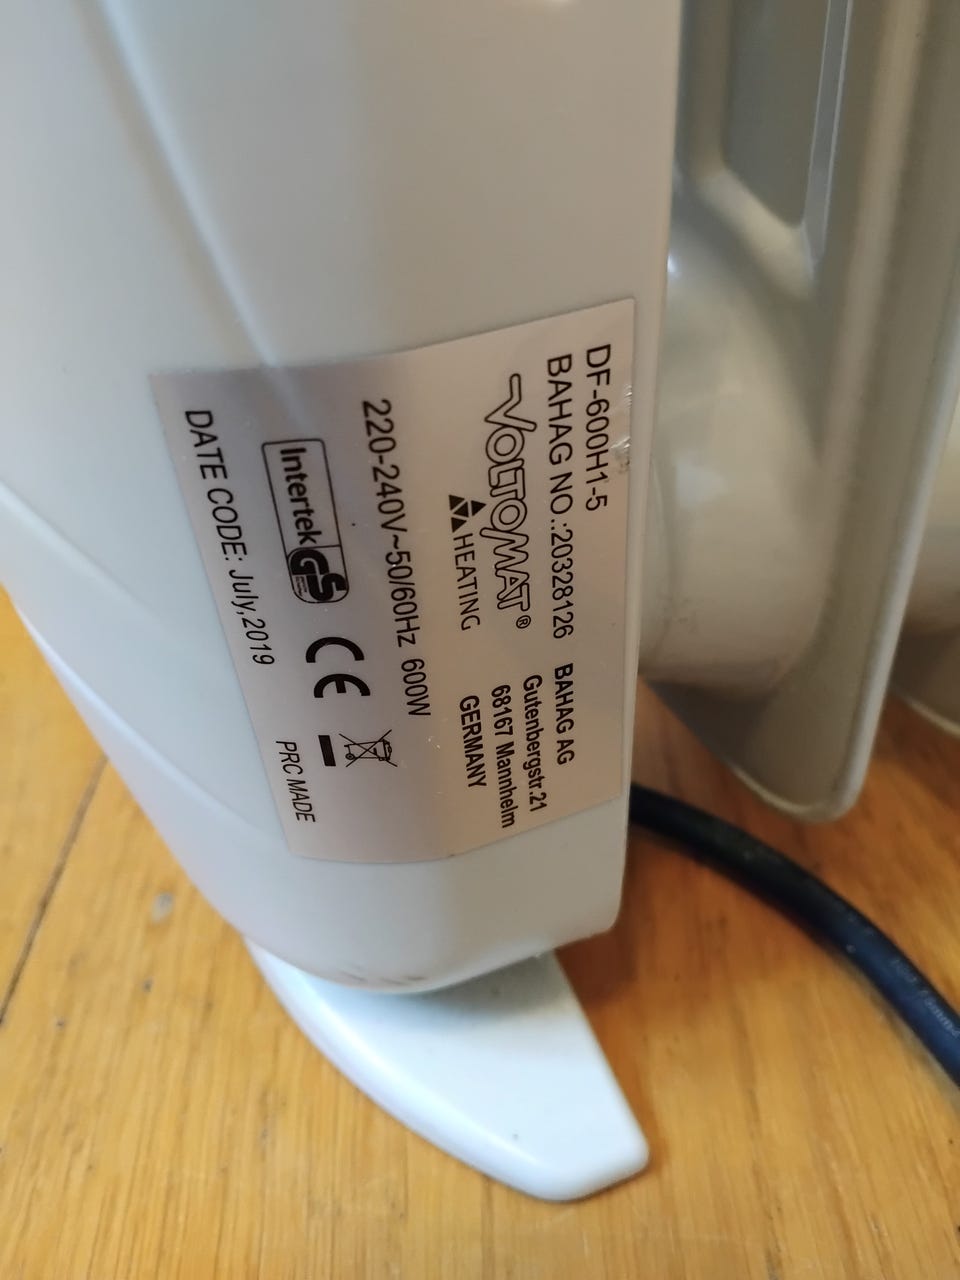 DF-600H1-5
BAHAG NO.:20328126
VOLTOMAT®
HEATING
BAHAG AG
Gutenbergstr.21
68167 Mannheim
GERMANY
220-240V~50/60Hz 600W
Intertek GS
CE
DATE CODE: July,2019
PRC MADE